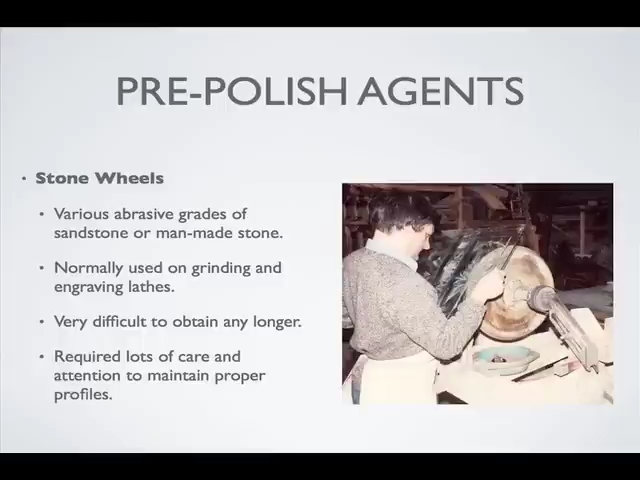 PRE-POLISH AGENTS
• Stone Wheels
• Various abrasive grades of
sandstone or man-made stone.
• Normally used on grinding and
engraving lathes.
• Very difficult to obtain any longer.
• Required lots of care and
attention to maintain proper
profiles.